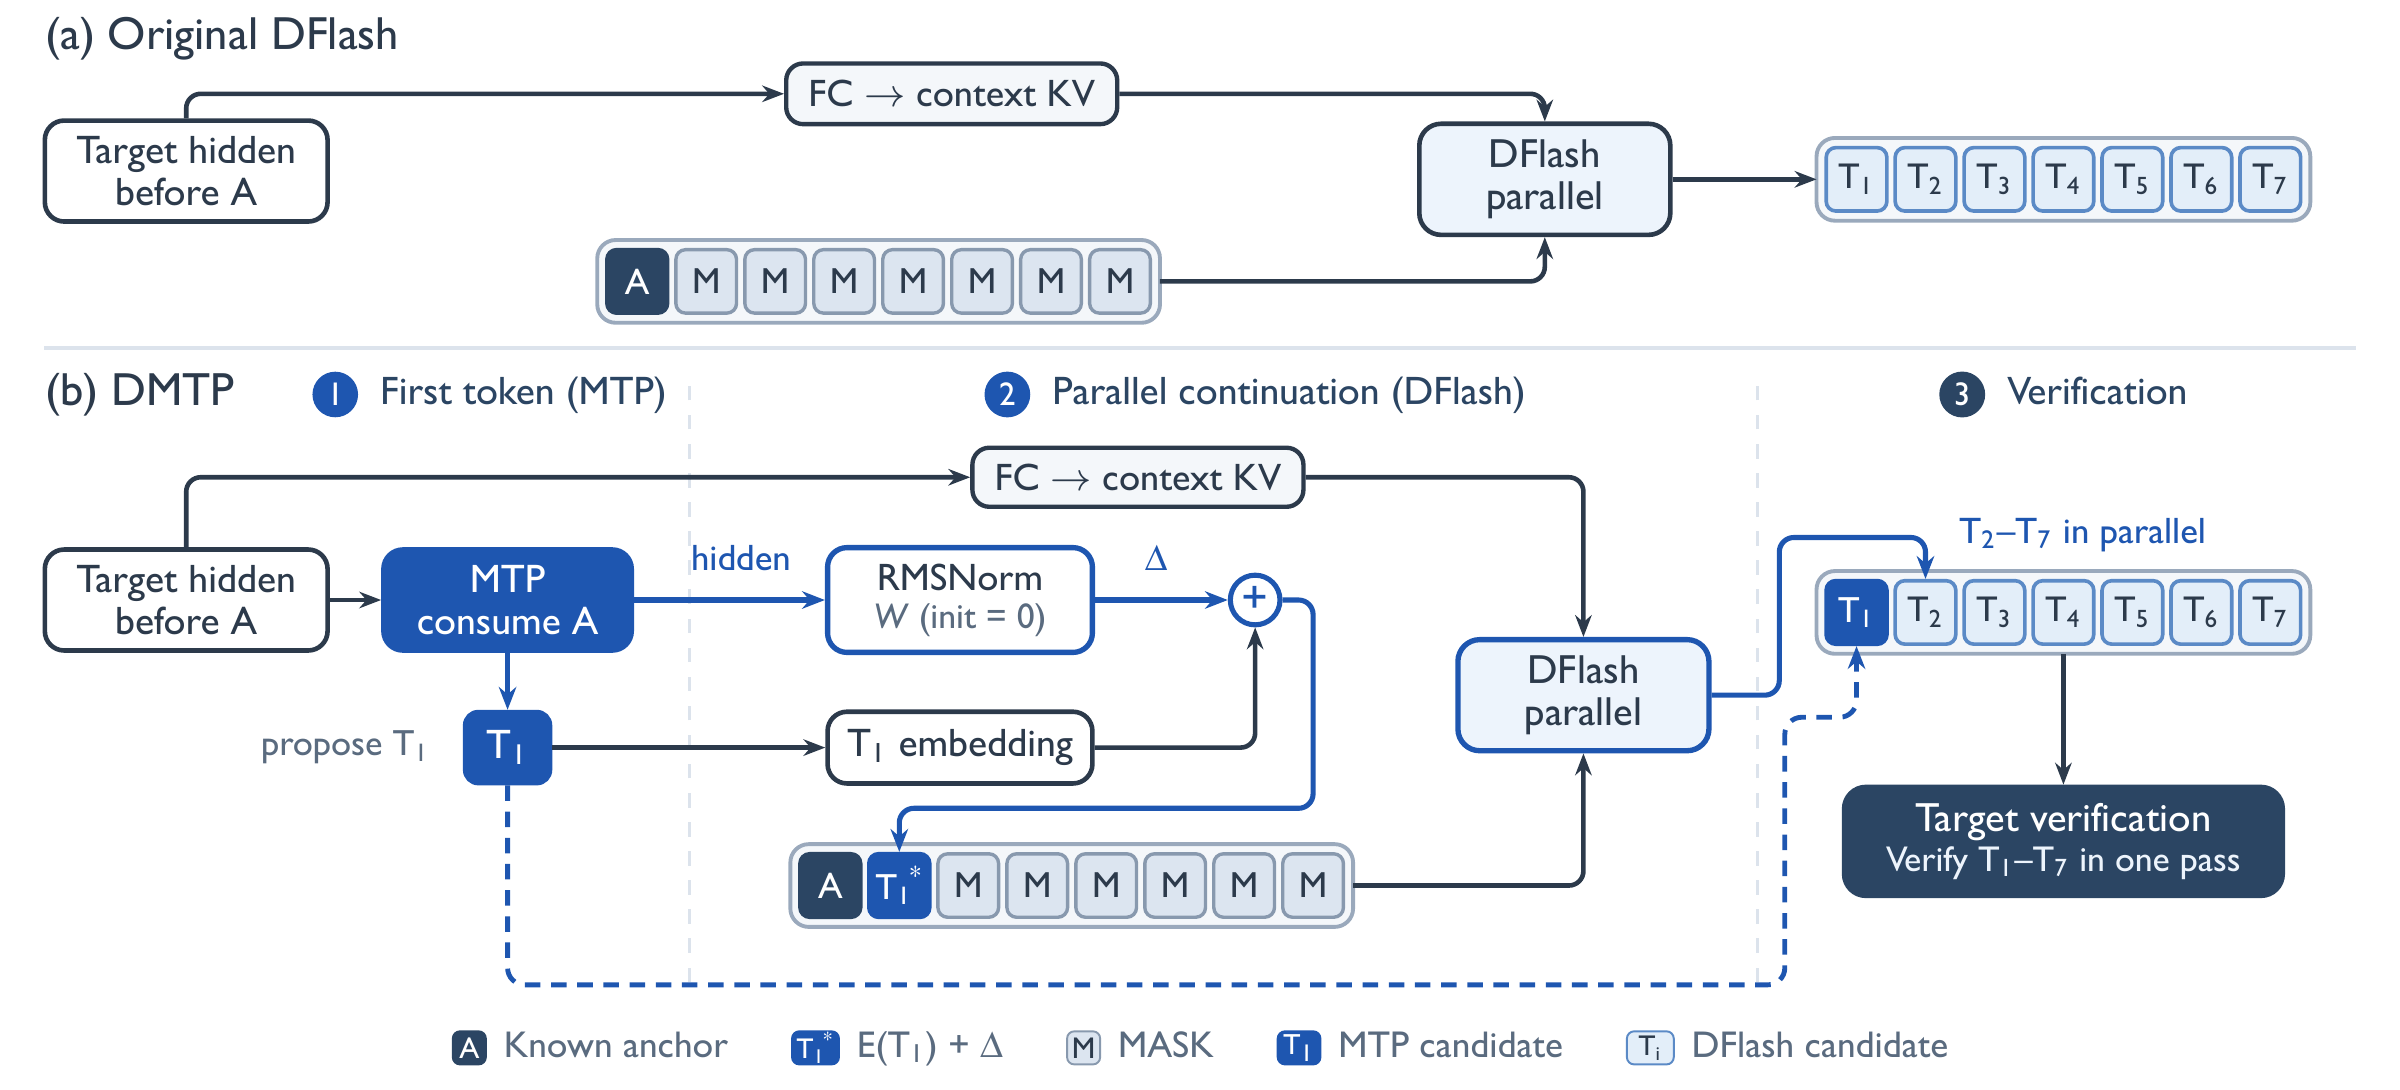 (a) Original DFlash
FC → context KV
Target hidden
before A
DFlash
parallel
T1 T2 T3 T4 T5 T6 T7
A M M M M M M M
(b) DMTP
1 First token (MTP)
2 Parallel continuation (DFlash)
3 Verification
FC → context KV
T2–T7 in parallel
Target hidden
before A
MTP
consume A
hidden
RMSNorm
W (init = 0)
Δ
+
T1 T2 T3 T4 T5 T6 T7
DFlash
parallel
propose T1
T1
T1 embedding
Target verification
Verify T1–T7 in one pass
A T1* M M M M M M
A Known anchor
T1* E(T1) + Δ
M MASK
T1 MTP candidate
Ti DFlash candidate